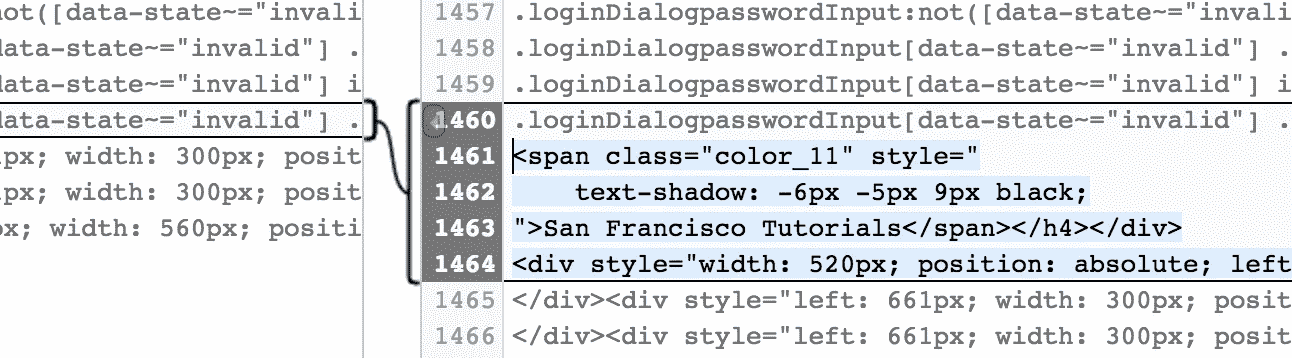 not([data-state~="invali
data-state~="invalid"] .
data-state~="invalid"] i
data-state~="invalid"] .
px; width: 300px; posit
px; width: 300px; posit
px; width: 560px; positi
1457 .loginDialogpasswordInput:not([data-state~="invali
1458 .loginDialogpasswordInput[data-state~="invalid"] .
1459 .loginDialogpasswordInput[data-state~="invalid"] i
1460 .loginDialogpasswordInput[data-state~="invalid"] .
1461 <span class="color_11" style="
1462 text-shadow: -6px -5px 9px black;
1463 ">San Francisco Tutorials</span></h4></div>
1464 <div style="width: 520px; position: absolute; left
1465 </div><div style="left: 661px; width: 300px; posit
1466 </div><div style="left: 661px; width: 300px; posit